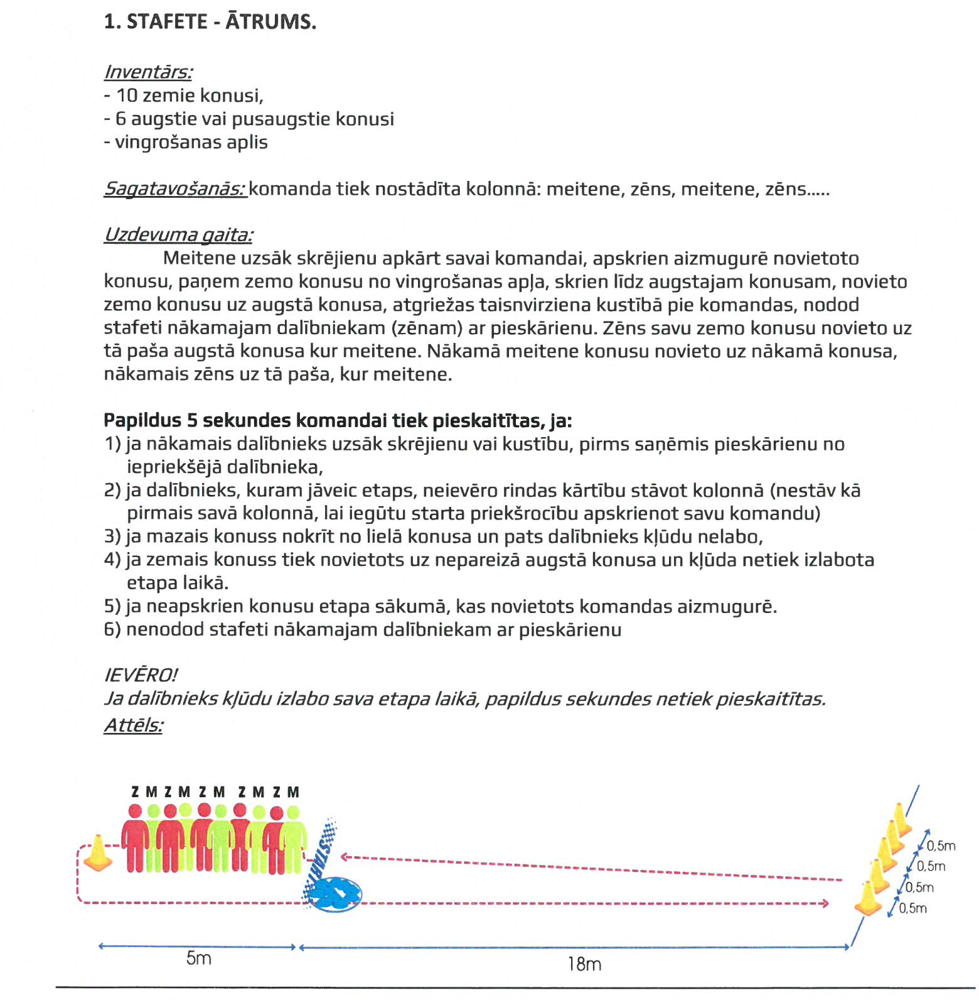 1. STAFETE - ĀTRUMS.
Inventārs:
- 10 zemie konusi,
- 6 augstie vai pusaugstie konusi
- vingrošanas aplis
Sagatavošanās: komanda tiek nostādīta kolonnā: meitene, zēns, meitene, zēns.....
Uzdevuma gaita:
Meitene uzsāk skrējienu apkārt savai komandai, apskrien aizmugurē novietoto
konusu, paņem zemo konusu no vingrošanas apļa, skrien līdz augstajam konusam, novieto
zemo konusu uz augstā konusa, atgriežas taisnvirziena kustībā pie komandas, nodod
stafeti nākamajam dalībniekam (zēnam) ar pieskārienu. Zēns savu zemo konusu novieto uz
tā paša augstā konusa kur meitene. Nākamā meitene konusu novieto uz nākamā konusa,
nākamais zēns uz tā paša, kur meitene.
Papildus 5 sekundes komandai tiek pieskaitītas, ja:
1) ja nākamais dalībnieks uzsāk skrējienu vai kustību, pirms saņēmis pieskārienu no
iepriekšējā dalībnieka,
2) ja dalībnieks, kuram jāveic etaps, neievēro rindas kārtību stāvot kolonnā (nestāv kā
pirmais savā kolonnā, lai iegūtu starta priekšrocību apskrienot savu komandu)
3) ja mazais konuss nokrīt no lielā konusa un pats dalībnieks kļūdu nelabo,
4) ja zemais konuss tiek novietots uz nepareizā augstā konusa un kļūda netiek izlabota
etapa laikā.
5) ja neapskrien konusu etapa sākumā, kas novietots komandas aizmugurē.
6) nenodod stafeti nākamajam dalībniekam ar pieskārienu
IEVĒRO!
Ja dalībnieks kļūdu izlabo sava etapa laikā, papildus sekundes netiek pieskaitītas.
Attēls:
Z M Z M Z M Z M Z M
START
0,5m
0,5m
0,5m
0,5m
5m
18m